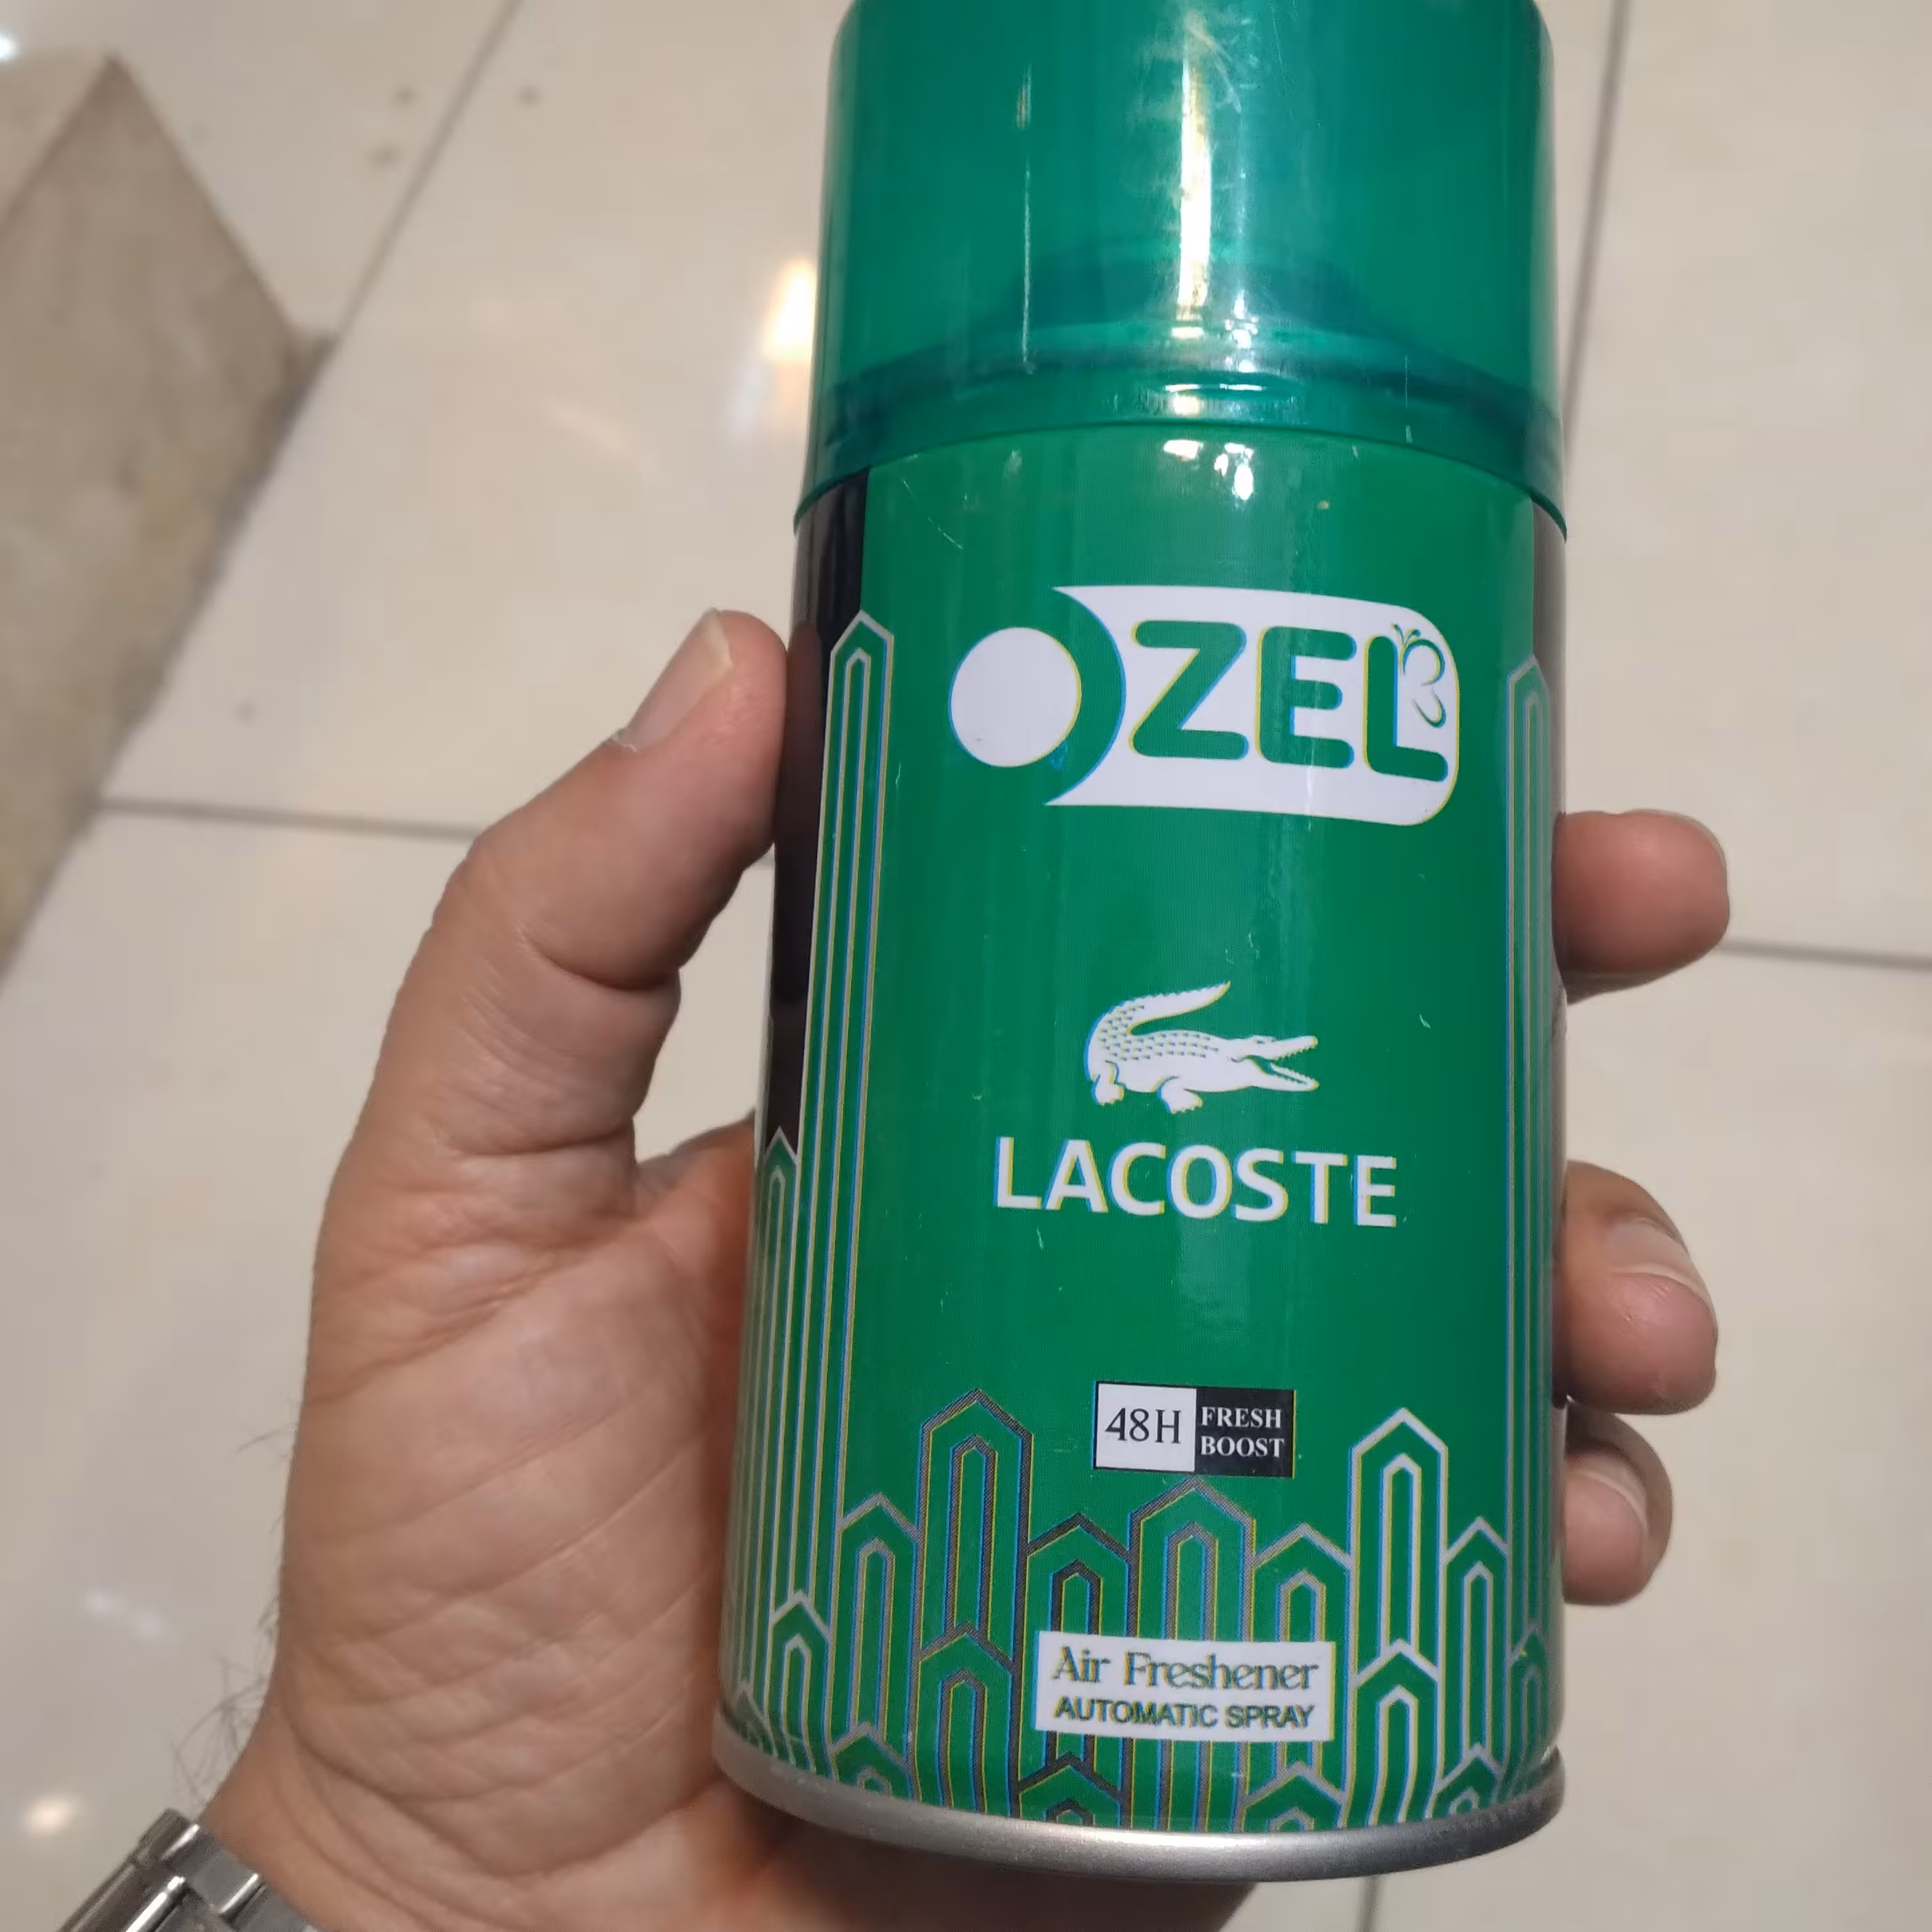 OZEL
LACOSTE
48H FRESH BOOST
Air Freshener
AUTOMATIC SPRAY